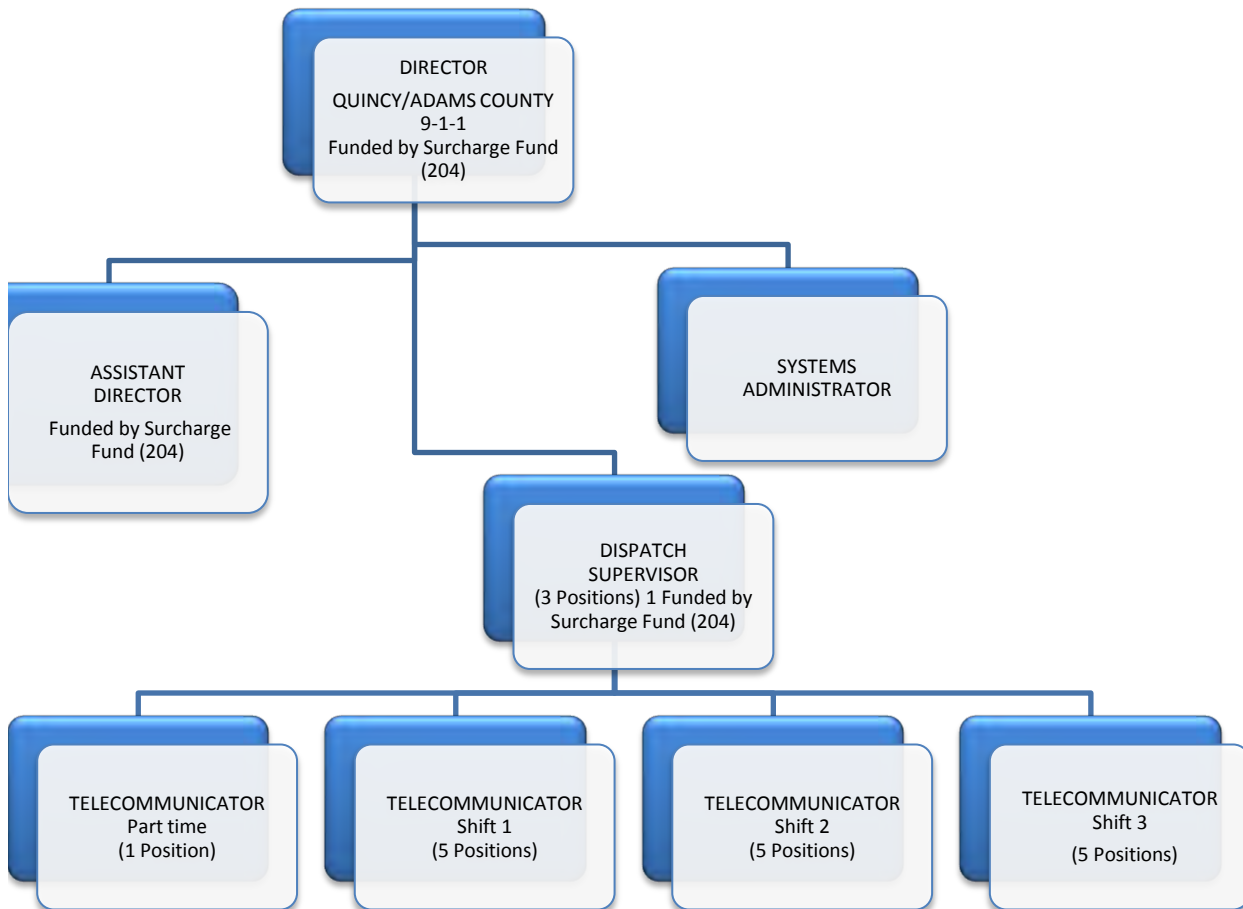 DIRECTOR
QUINCY/ADAMS COUNTY
9-1-1
Funded by Surcharge Fund
(204)
ASSISTANT
DIRECTOR
Funded by Surcharge
Fund (204)
SYSTEMS
ADMINISTRATOR
DISPATCH
SUPERVISOR
(3 Positions) 1 Funded by
Surcharge Fund (204)
TELECOMMUNICATOR
Part time
(1 Position)
TELECOMMUNICATOR
Shift 1
(5 Positions)
TELECOMMUNICATOR
Shift 2
(5 Positions)
TELECOMMUNICATOR
Shift 3
(5 Positions)